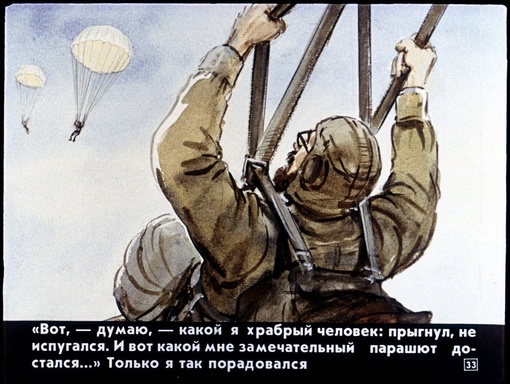 «Вот, — думаю, — какой я храбрый человек: прыгнул, не
испугался. И вот какой мне замечательный парашют до-
стался...» Только я так порадовался
33